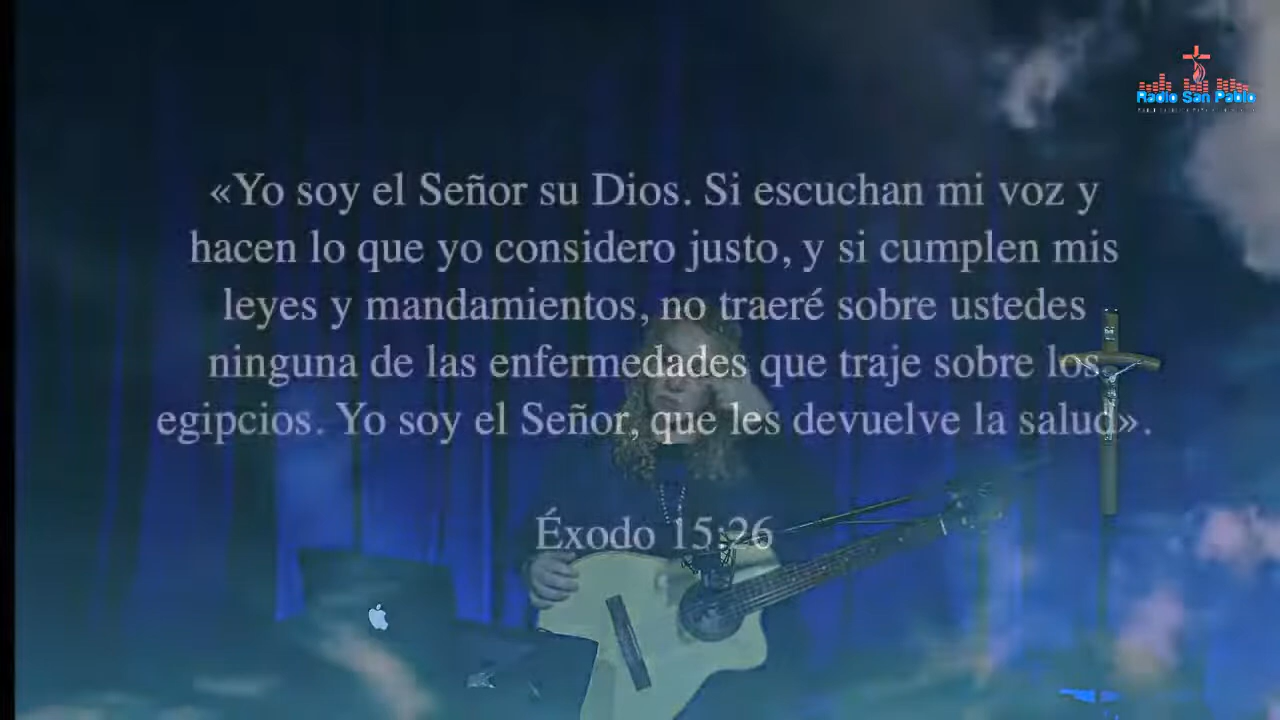 Radio San Pablo
«Yo soy el Señor su Dios. Si escuchan mi voz y
hacen lo que yo considero justo, y si cumplen mis
leyes y mandamientos, no traeré sobre ustedes
ninguna de las enfermedades que traje sobre los
egipcios. Yo soy el Señor, que les devuelve la salud».
Éxodo 15:26